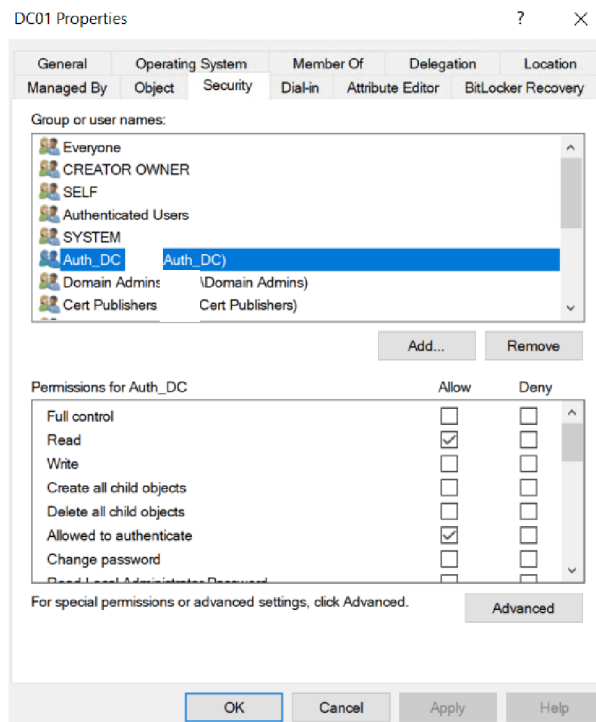 DC01 Properties
? ×
General Operating System Member Of Delegation Location
Managed By Object Security Dial-in Attribute Editor BitLocker Recovery
Group or user names:
Everyone
CREATOR OWNER
SELF
Authenticated Users
SYSTEM
Auth_DC Auth_DC)
Domain Admins \Domain Admins)
Cert Publishers Cert Publishers)
Add... Remove
Permissions for Auth_DC Allow Deny
Full control
Read
Write
Create all child objects
Delete all child objects
Allowed to authenticate
Change password
Read Local Administrator Password
For special permissions or advanced settings, click Advanced.
Advanced
OK Cancel Apply Help